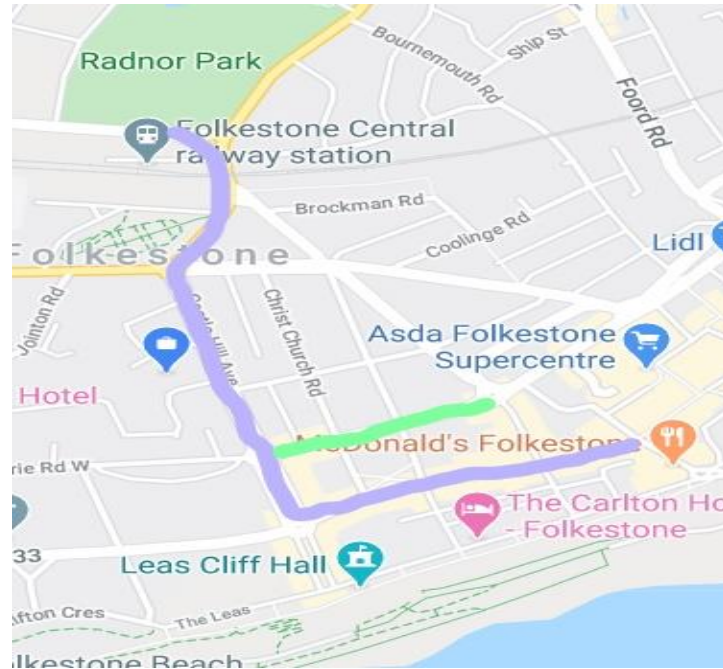 Radnor Park
Bournemouth Rd
Ship St
Foord Rd
Folkestone Central
railway station
Brockman Rd
Coolinge Rd
Lidl
Folkestone
Jointon Rd
Castle Hill Ave
Christ Church Rd
Asda Folkestone
Supercentre
Hotel
McDonald's Folkestone
rie Rd W
The Carlton Ho
- Folkestone
33
Leas Cliff Hall
lifton Cres
The Leas
lkestone Beach